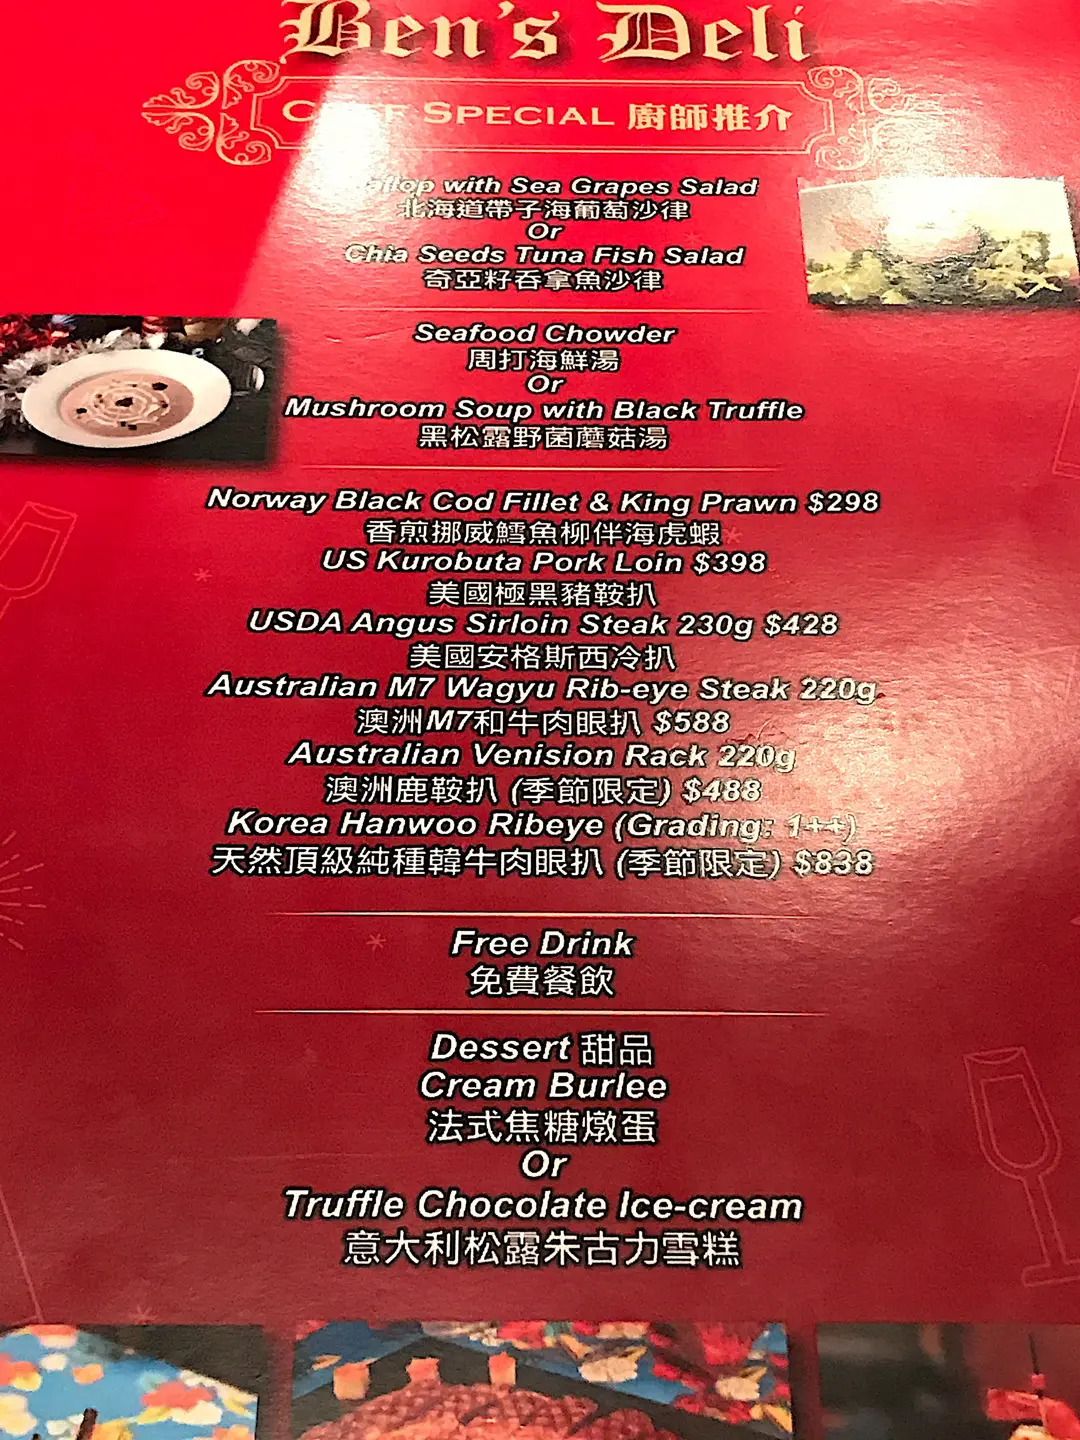 Ben's Deli
CHEF SPECIAL 廚師推介
Scallop with Sea Grapes Salad
北海道帶子海葡萄沙律
Or
Chia Seeds Tuna Fish Salad
奇亞籽吞拿魚沙律
Seafood Chowder
周打海鮮湯
Or
Mushroom Soup with Black Truffle
黑松露野菌蘑菇湯
Norway Black Cod Fillet & King Prawn $298
香煎挪威鱈魚柳伴海虎蝦
US Kurobuta Pork Loin $398
美國極黑豬鞍扒
USDA Angus Sirloin Steak 230g $428
美國安格斯西冷扒
Australian M7 Wagyu Rib-eye Steak 220g
澳洲M7和牛肉眼扒 $588
Australian Venision Rack 220g
澳洲鹿鞍扒 (季節限定) $488
Korea Hanwoo Ribeye (Grading: 1++)
天然頂級純種韓牛肉眼扒 (季節限定) $838
Free Drink
免費餐飲
Dessert 甜品
Cream Burlee
法式焦糖燉蛋
Or
Truffle Chocolate Ice-cream
意大利松露朱古力雪糕